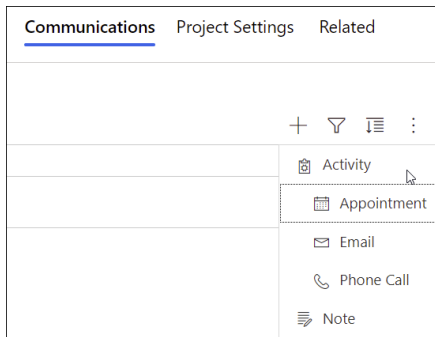 Communications Project Settings Related
Activity
Appointment
Email
Phone Call
Note